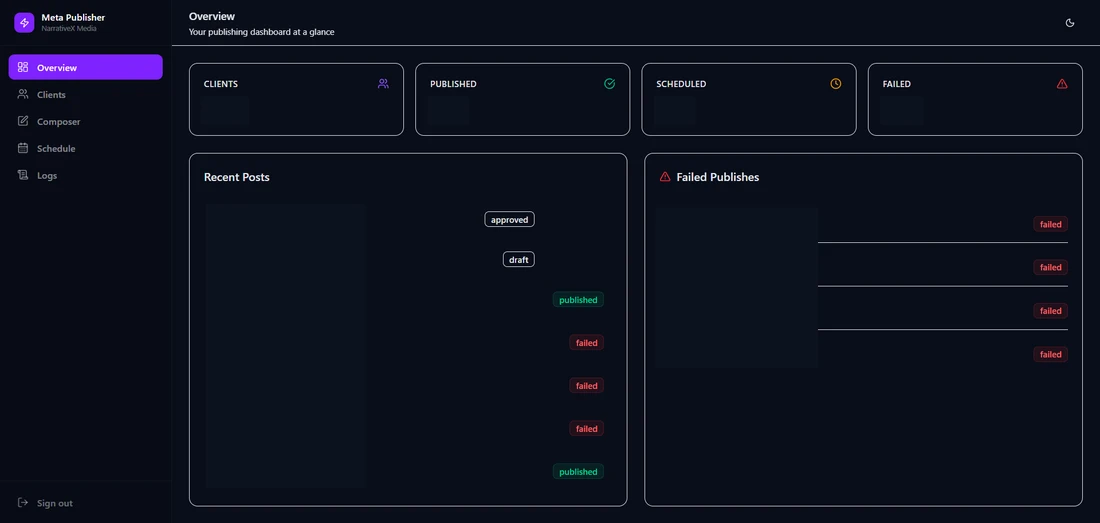 Meta Publisher
NarrativeX Media
Overview
Clients
Composer
Schedule
Logs
Sign out
Overview
Your publishing dashboard at a glance
CLIENTS
PUBLISHED
SCHEDULED
FAILED
Recent Posts
approved
draft
published
failed
failed
failed
published
Failed Publishes
failed
failed
failed
failed